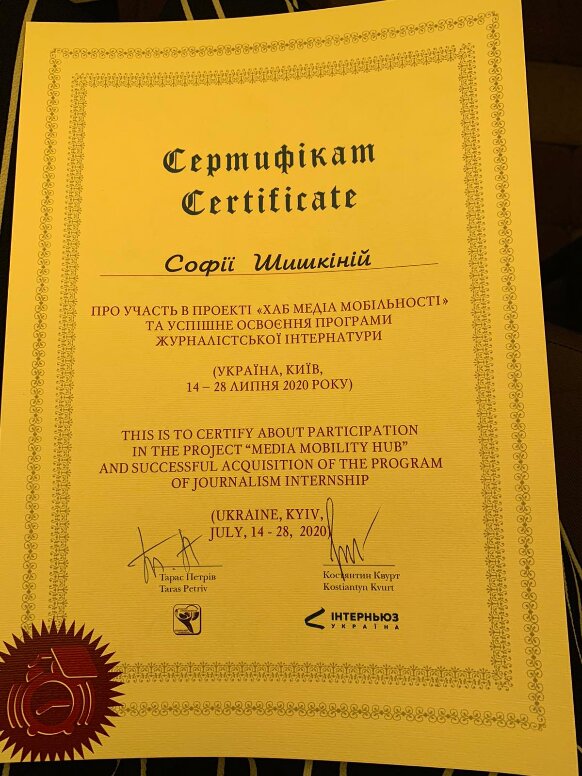 Сертифікат
Certificate
Софії Шишкіній
ПРО УЧАСТЬ В ПРОЕКТІ «ХАБ МЕДІА МОБІЛЬНОСТІ»
ТА УСПІШНЕ ОСВОЄННЯ ПРОГРАМИ
ЖУРНАЛІСТСЬКОЇ ІНТЕРНАТУРИ
(УКРАЇНА, КИЇВ,
14 – 28 ЛИПНЯ 2020 РОКУ)
THIS IS TO CERTIFY ABOUT PARTICIPATION
IN THE PROJECT “MEDIA MOBILITY HUB”
AND SUCCESSFUL ACQUISITION OF THE PROGRAM
OF JOURNALISM INTERNSHIP
(UKRAINE, KYIV,
JULY, 14 - 28, 2020)
Тарас Петрів
Taras Petriv
Костянтин Квурт
Kostiantyn Kvurt
ІНТЕРНЬЮЗ
УКРАЇНА